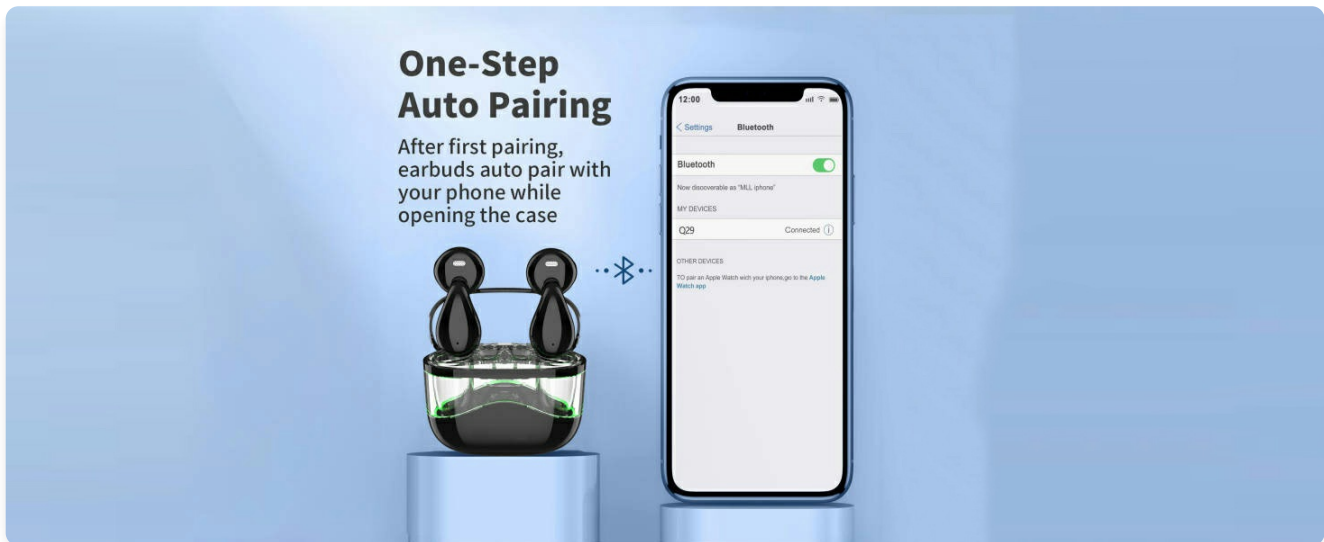 One-Step
Auto Pairing
After first pairing,
earbuds auto pair with
your phone while
opening the case
12:00
Settings Bluetooth
Bluetooth
Now discoverable as "MLL iphone"
MY DEVICES
Q29 Connected
OTHER DEVICES
TO pair an Apple Watch wich your iphone,go to the Apple
Watch app